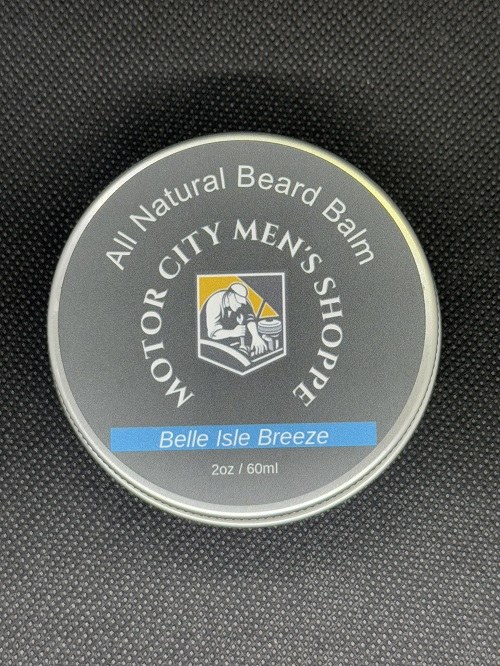 All Natural Beard Balm
MOTOR CITY MEN'S SHOPPE
Belle Isle Breeze
2oz / 60ml